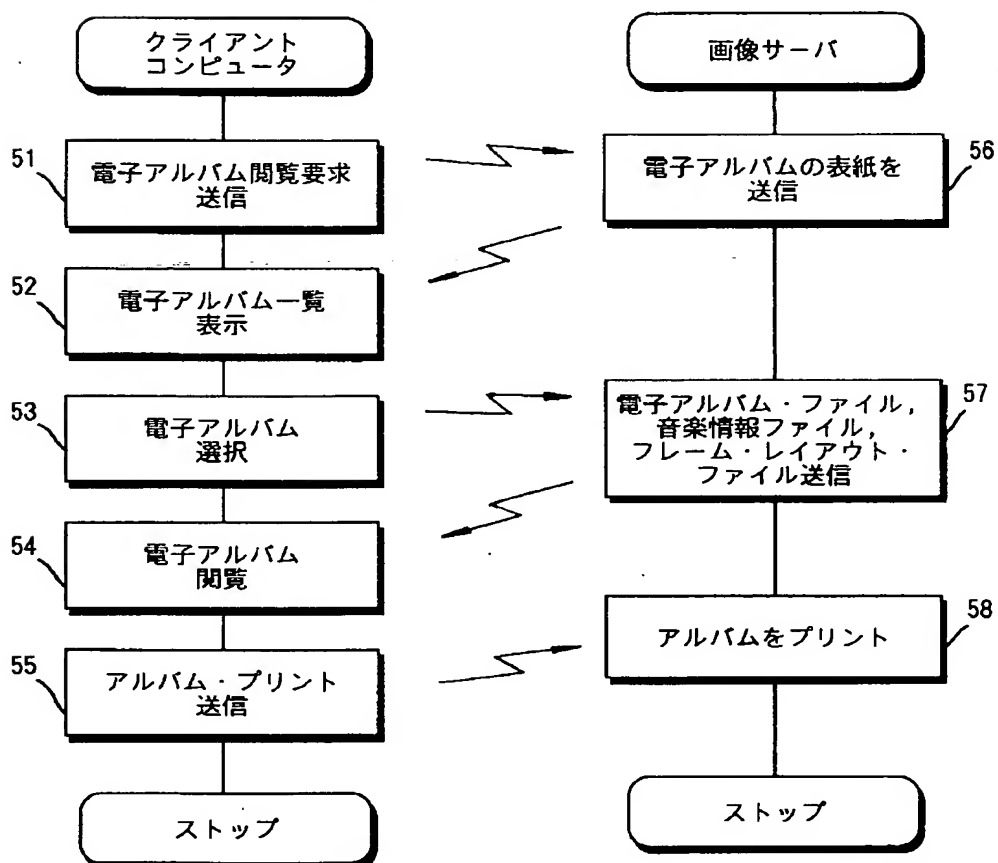 クライアント
コンピュータ
51
電子アルバム閲覧要求
送信
52
電子アルバム一覧
表示
53
電子アルバム
選択
54
電子アルバム
閲覧
55
アルバム・プリント
送信
ストップ
画像サーバ
56
電子アルバムの表紙を
送信
57
電子アルバム・ファイル,
音楽情報ファイル,
フレーム・レイアウト・
ファイル送信
58
アルバムをプリント
ストップ